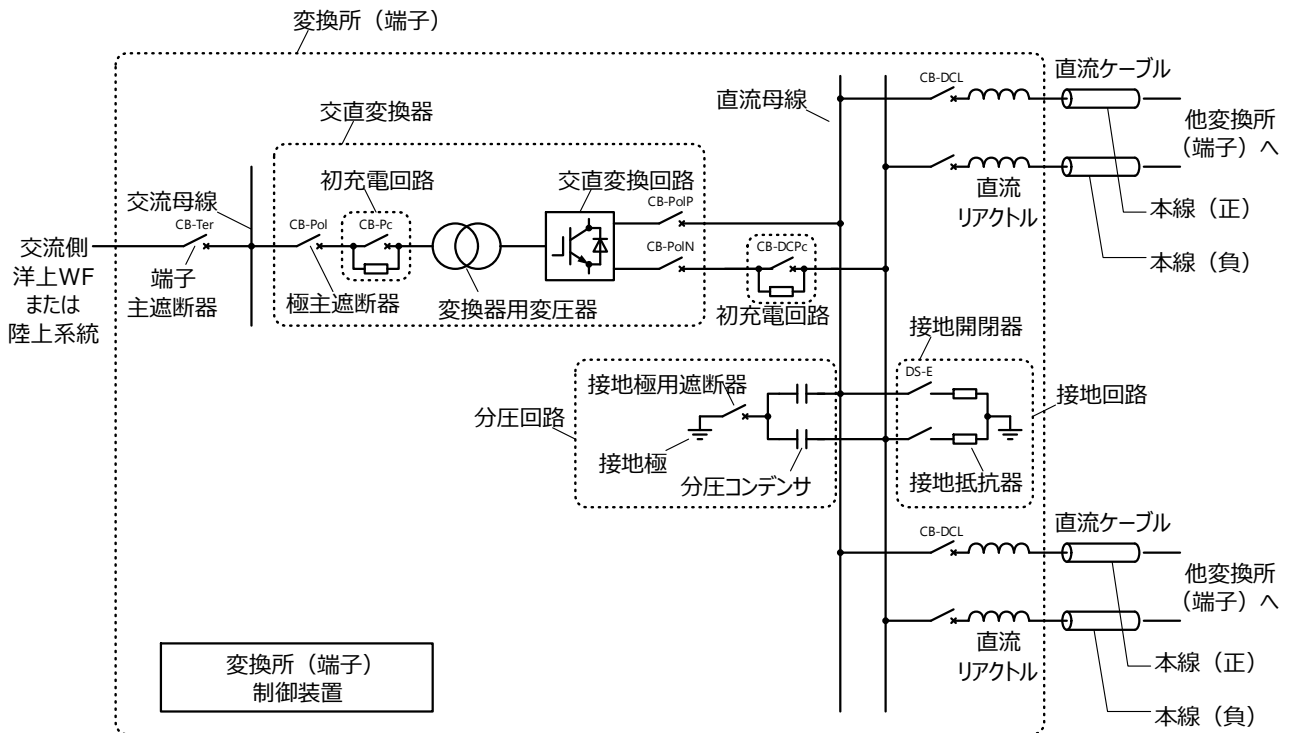 変換所（端子）
CB-DCL
直流ケーブル
直流母線
交直変換器
他変換所
（端子）へ
初充電回路
交直変換回路
直流
リアクトル
CB-PolP
交流母線
CB-Ter
CB-Pol
CB-Pc
本線（正）
CB-PolN
CB-DCPc
交流側
洋上WF
または
陸上系統
端子
主遮断器
本線（負）
極主遮断器
変換器用変圧器
初充電回路
接地開閉器
DS-E
接地極用遮断器
接地回路
分圧回路
接地極
分圧コンデンサ
接地抵抗器
CB-DCL
直流ケーブル
他変換所
（端子）へ
直流
リアクトル
変換所（端子）
制御装置
本線（正）
本線（負）